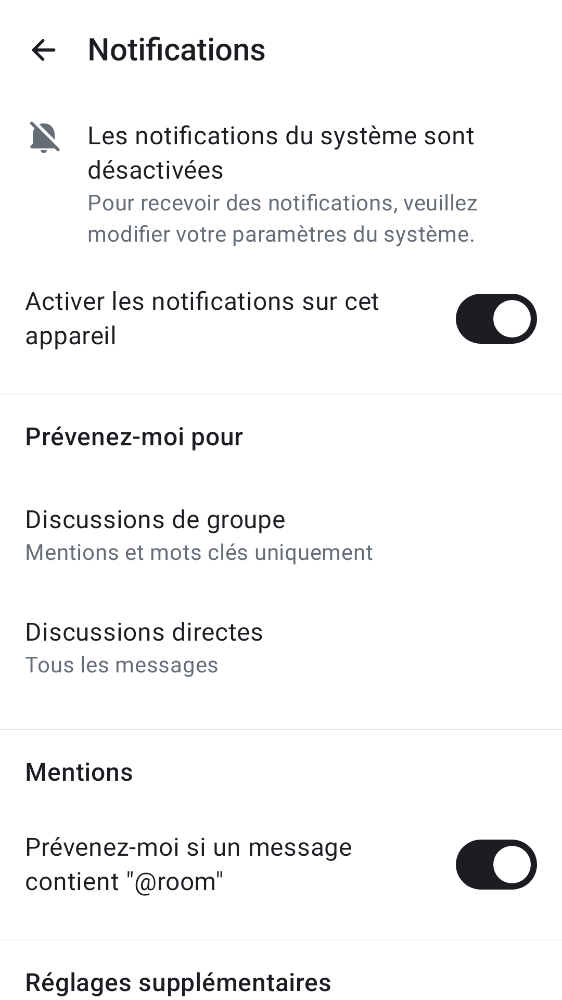 Notifications
Les notifications du système sont
désactivées
Pour recevoir des notifications, veuillez
modifier votre paramètres du système.
Activer les notifications sur cet
appareil
Prévenez-moi pour
Discussions de groupe
Mentions et mots clés uniquement
Discussions directes
Tous les messages
Mentions
Prévenez-moi si un message
contient "@room"
Réglages supplémentaires